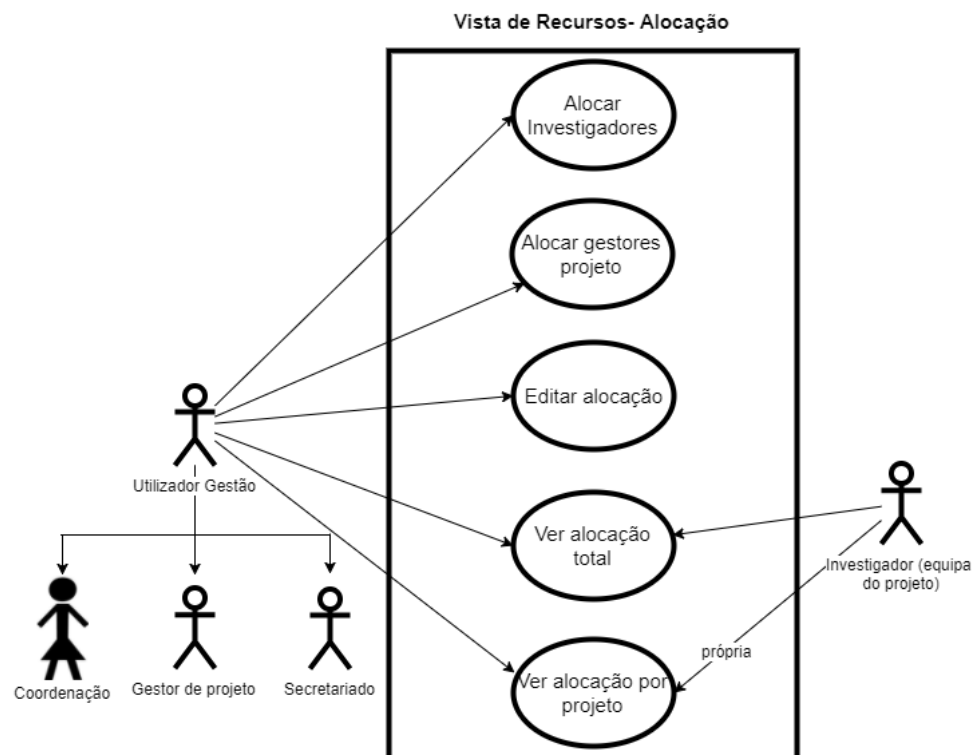 Vista de Recursos- Alocação
Alocar
Investigadores
Alocar gestores
projeto
Editar alocação
Utilizador Gestão
Ver alocação
total
Investigador (equipa
do projeto)
própria
Ver alocação por
projeto
Coordenação
Gestor de projeto
Secretariado